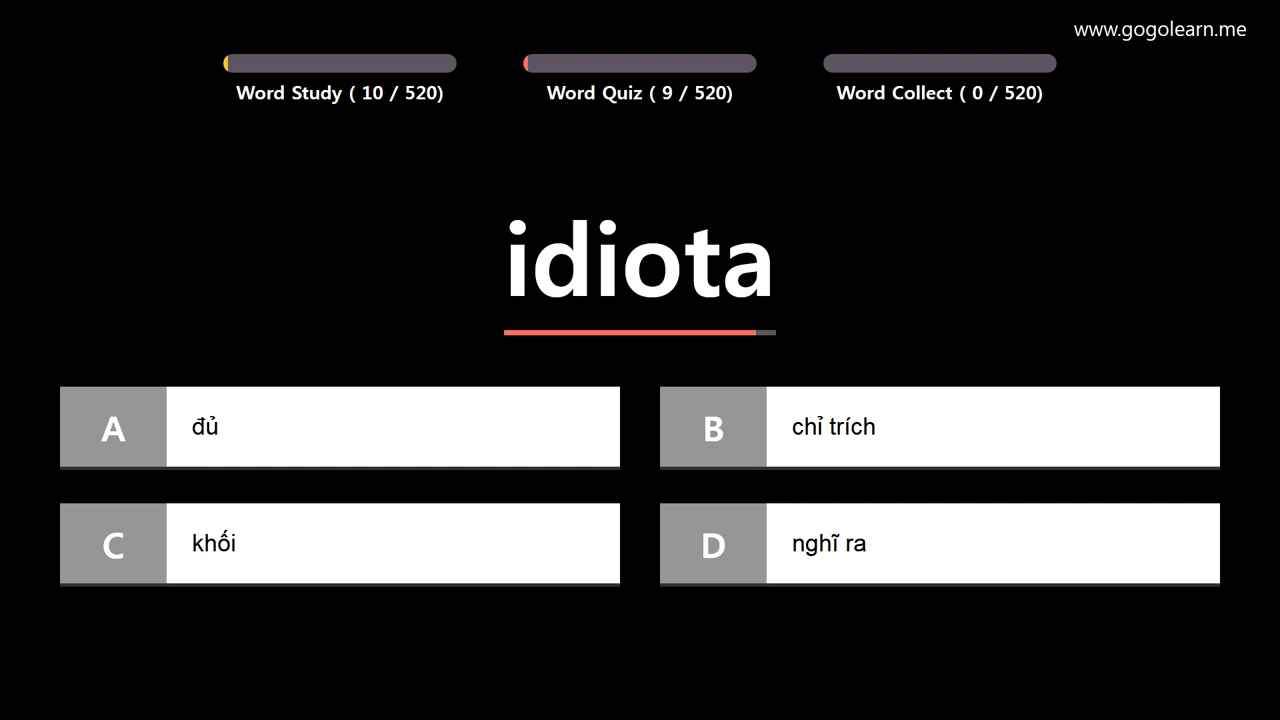 www.gogolearn.me
Word Study ( 10 / 520)
Word Quiz ( 9 / 520)
Word Collect ( 0 / 520)
idiota
A đủ
B chỉ trích
C khối
D nghĩ ra